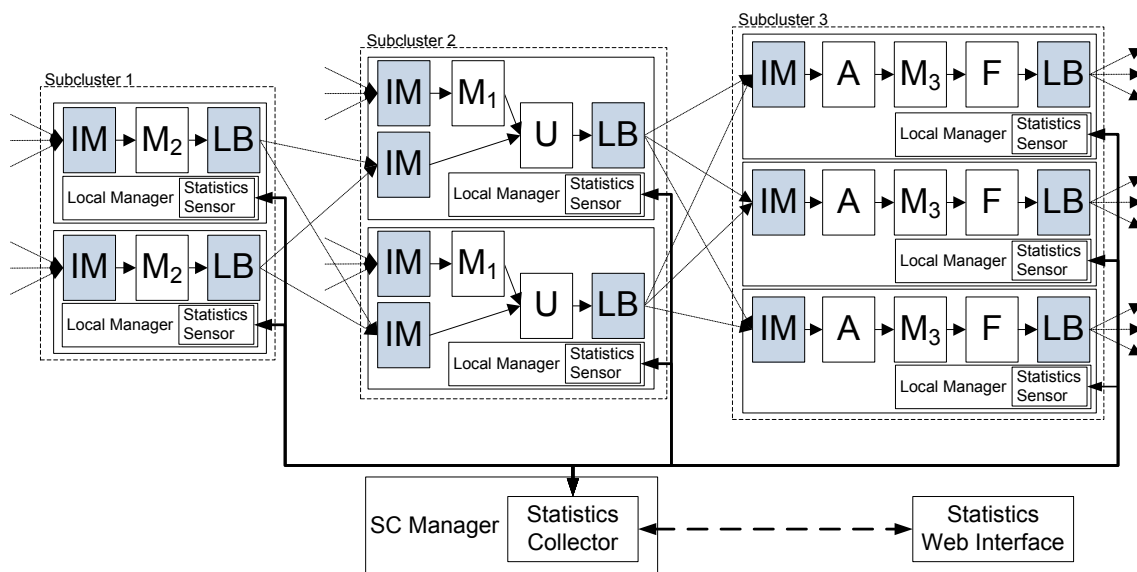 Subcluster 1
IM
M2
LB
Local Manager
Statistics
Sensor
IM
M2
LB
Local Manager
Statistics
Sensor
Subcluster 2
IM
M1
IM
U
LB
Local Manager
Statistics
Sensor
IM
M1
IM
U
LB
Local Manager
Statistics
Sensor
Subcluster 3
IM
A
M3
F
LB
Local Manager
Statistics
Sensor
IM
A
M3
F
LB
Local Manager
Statistics
Sensor
IM
A
M3
F
LB
Local Manager
Statistics
Sensor
SC Manager
Statistics
Collector
Statistics
Web Interface